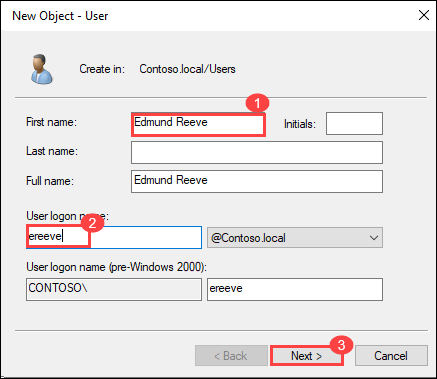 New Object - User
Create in: Contoso.local/Users
1
First name: Edmund Reeve Initials:
Last name:
Full name: Edmund Reeve
User logon name:
2
ereeve @Contoso.local
User logon name (pre-Windows 2000):
CONTOSO\ ereeve
3
< Back Next > Cancel